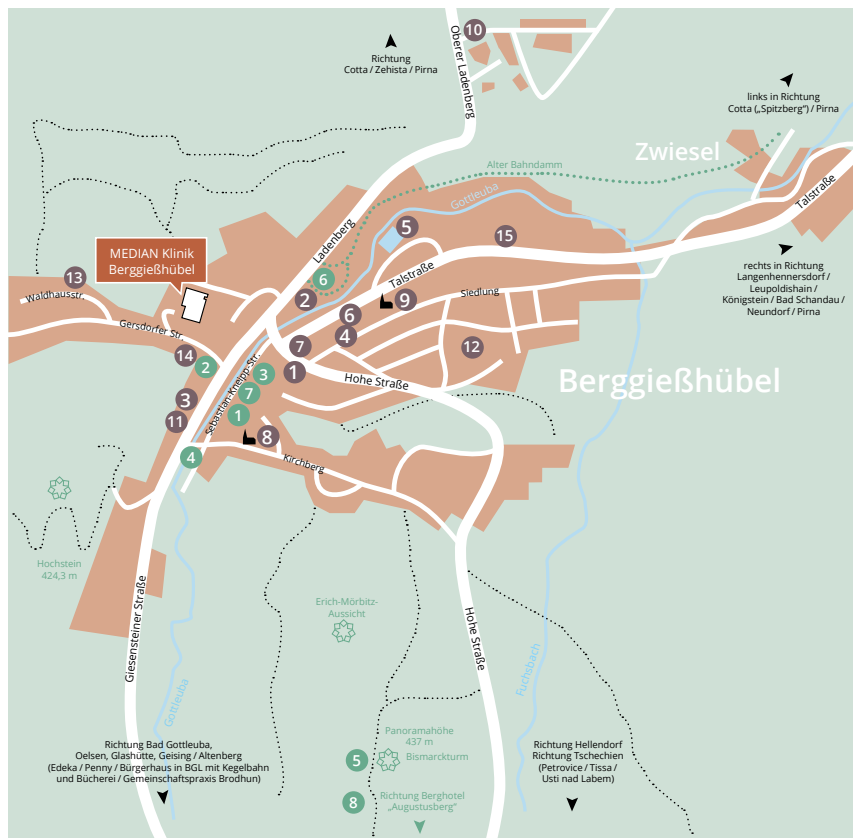 10
Oberer Ladenberg
Richtung
Cotta / Zehista / Pirna
links in Richtung
Cotta („Spitzberg“) / Pirna
Zwiesel
Alter Bahndamm
Gottleuba
Talstraße
5
15
Ladenberg
MEDIAN Klinik
Berggießhübel
13
Waldhausstr.
6
Talstraße
rechts in Richtung
Langenhennersdorf /
Leupoldishain /
Königstein / Bad Schandau /
Neundorf / Pirna
2
9
Siedlung
6
Gersdorfer Str.
4
7
12
14
2
Sebastian-Kneipp-Str.
3
1
Hohe Straße
Berggießhübel
7
3
1
11
8
4
Kirchberg
Hochstein
424,3 m
Erich-Mörbitz-
Aussicht
Giesensteiner Straße
Hohe Straße
Fuchsbach
Gottleuba
Panoramahöhe
437 m
5
Bismarckturm
Richtung Bad Gottleuba,
Oelsen, Glashütte, Geising / Altenberg
(Edeka / Penny / Bürgerhaus in BGL mit Kegelbahn
und Bücherei / Gemeinschaftspraxis Brodhun)
Richtung Hellendorf
Richtung Tschechien
(Petrovice / Tissa /
Usti nad Labem)
8
Richtung Berghotel
„Augustusberg“